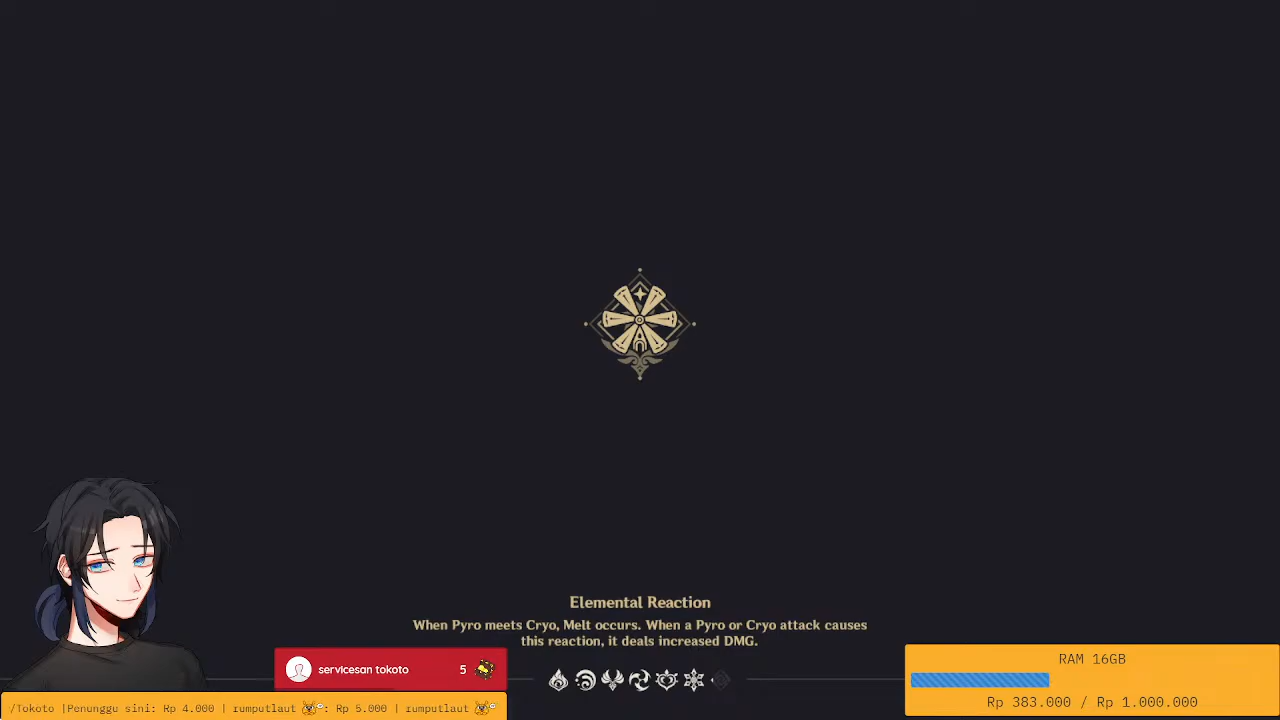 Elemental Reaction
When Pyro meets Cryo, Melt occurs. When a Pyro or Cryo attack causes
this reaction, it deals increased DMG.
servicesan tokoto 5
/Tokoto |Penunggu sini: Rp 4.000 | rumputlaut : Rp 5.000 | rumputlaut
RAM 16GB
Rp 383.000 / Rp 1.000.000